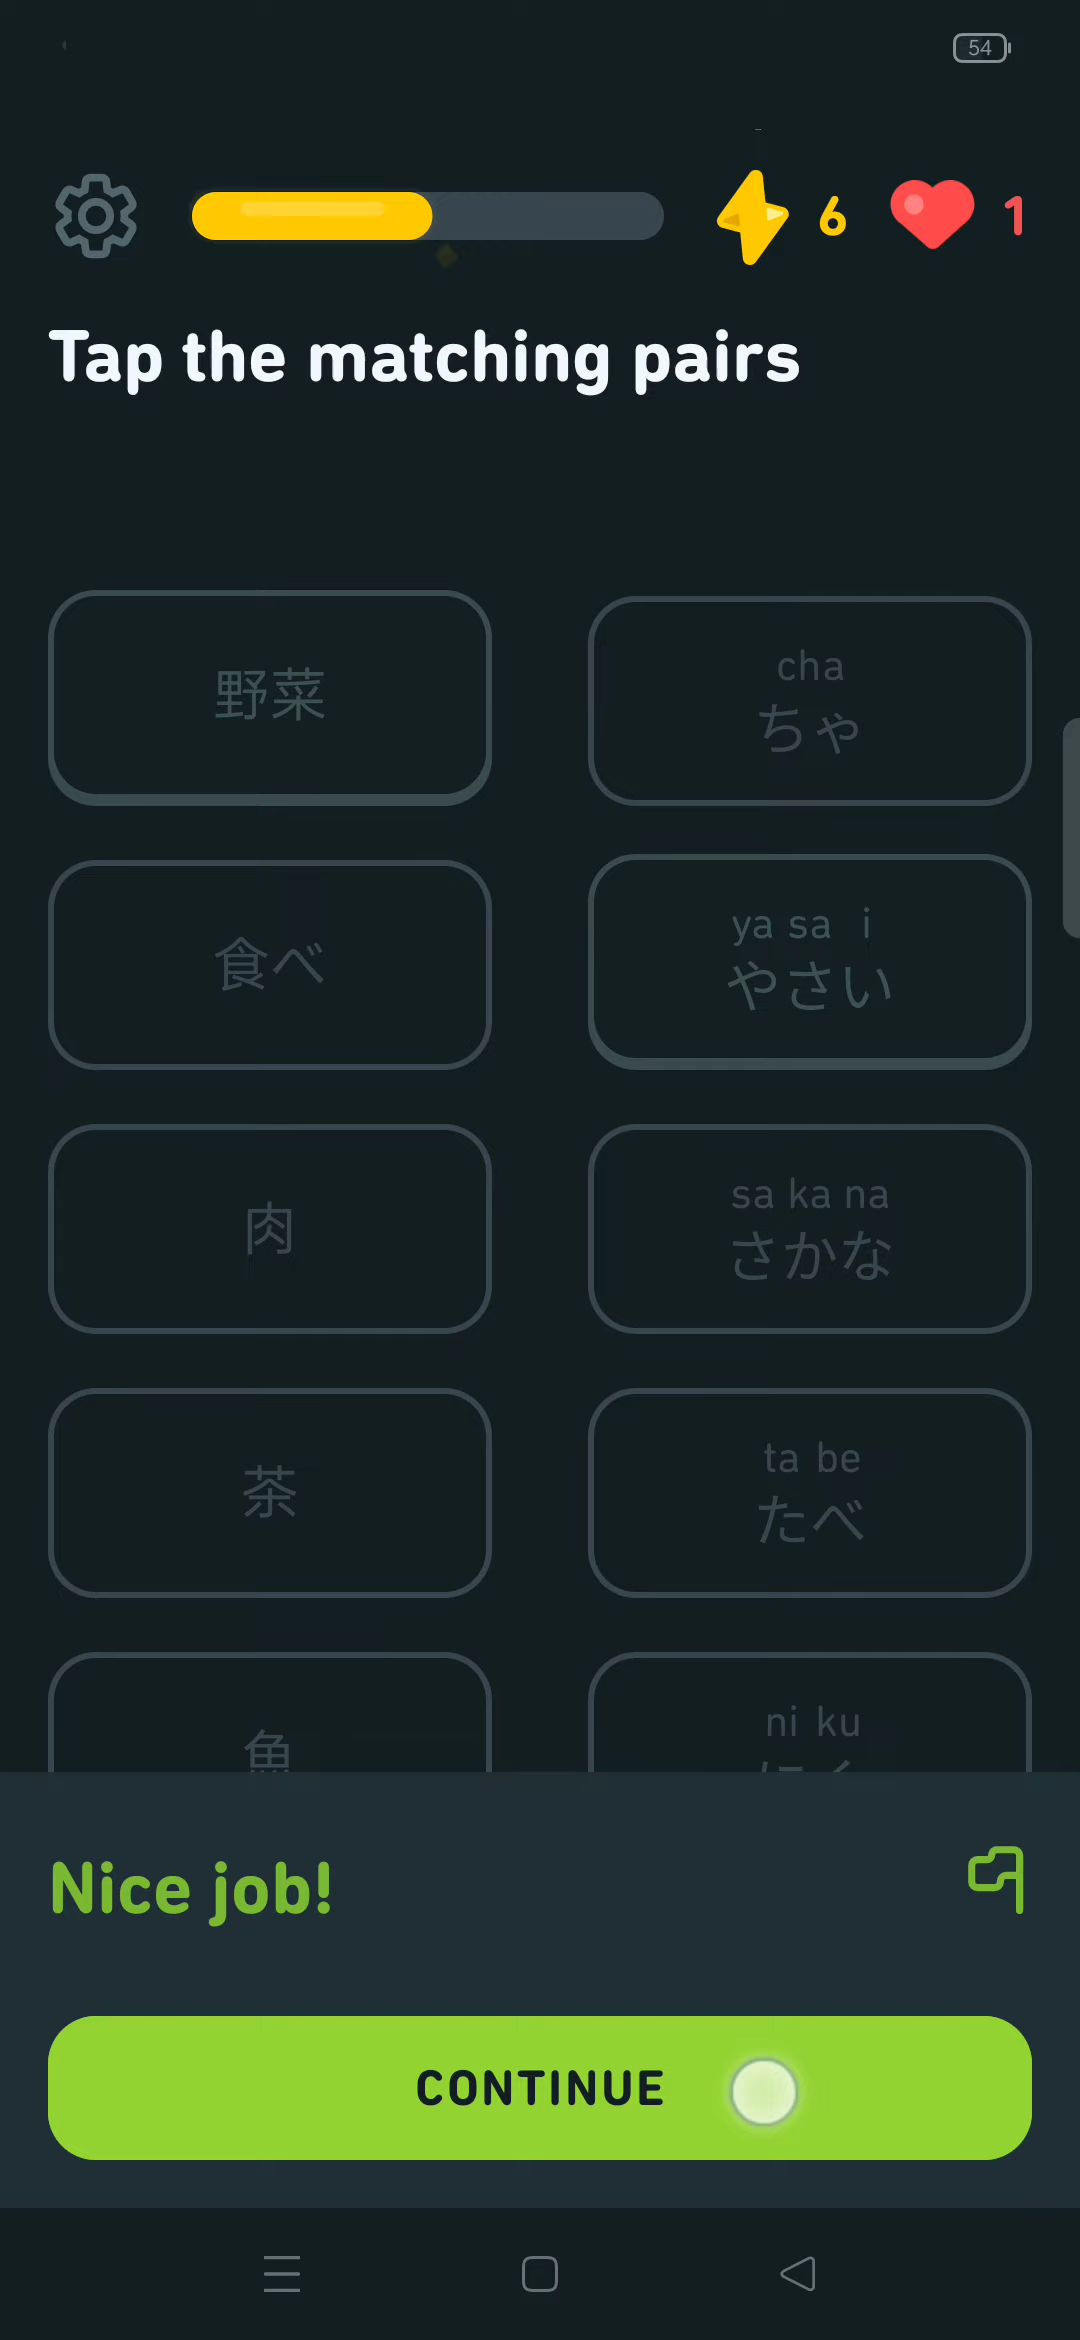 54
6
1
Tap the matching pairs
野菜
cha
ちゃ
食べ
ya sa i
やさい
肉
sa ka na
さかな
茶
ta be
たべ
魚
ni ku
Nice job!
CONTINUE